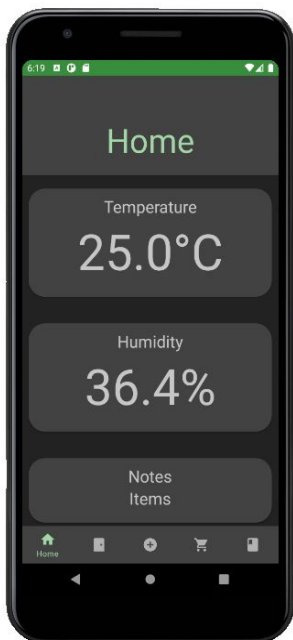 6:19
Home
Temperature
25.0°C
Humidity
36.4%
Notes
Items
Home